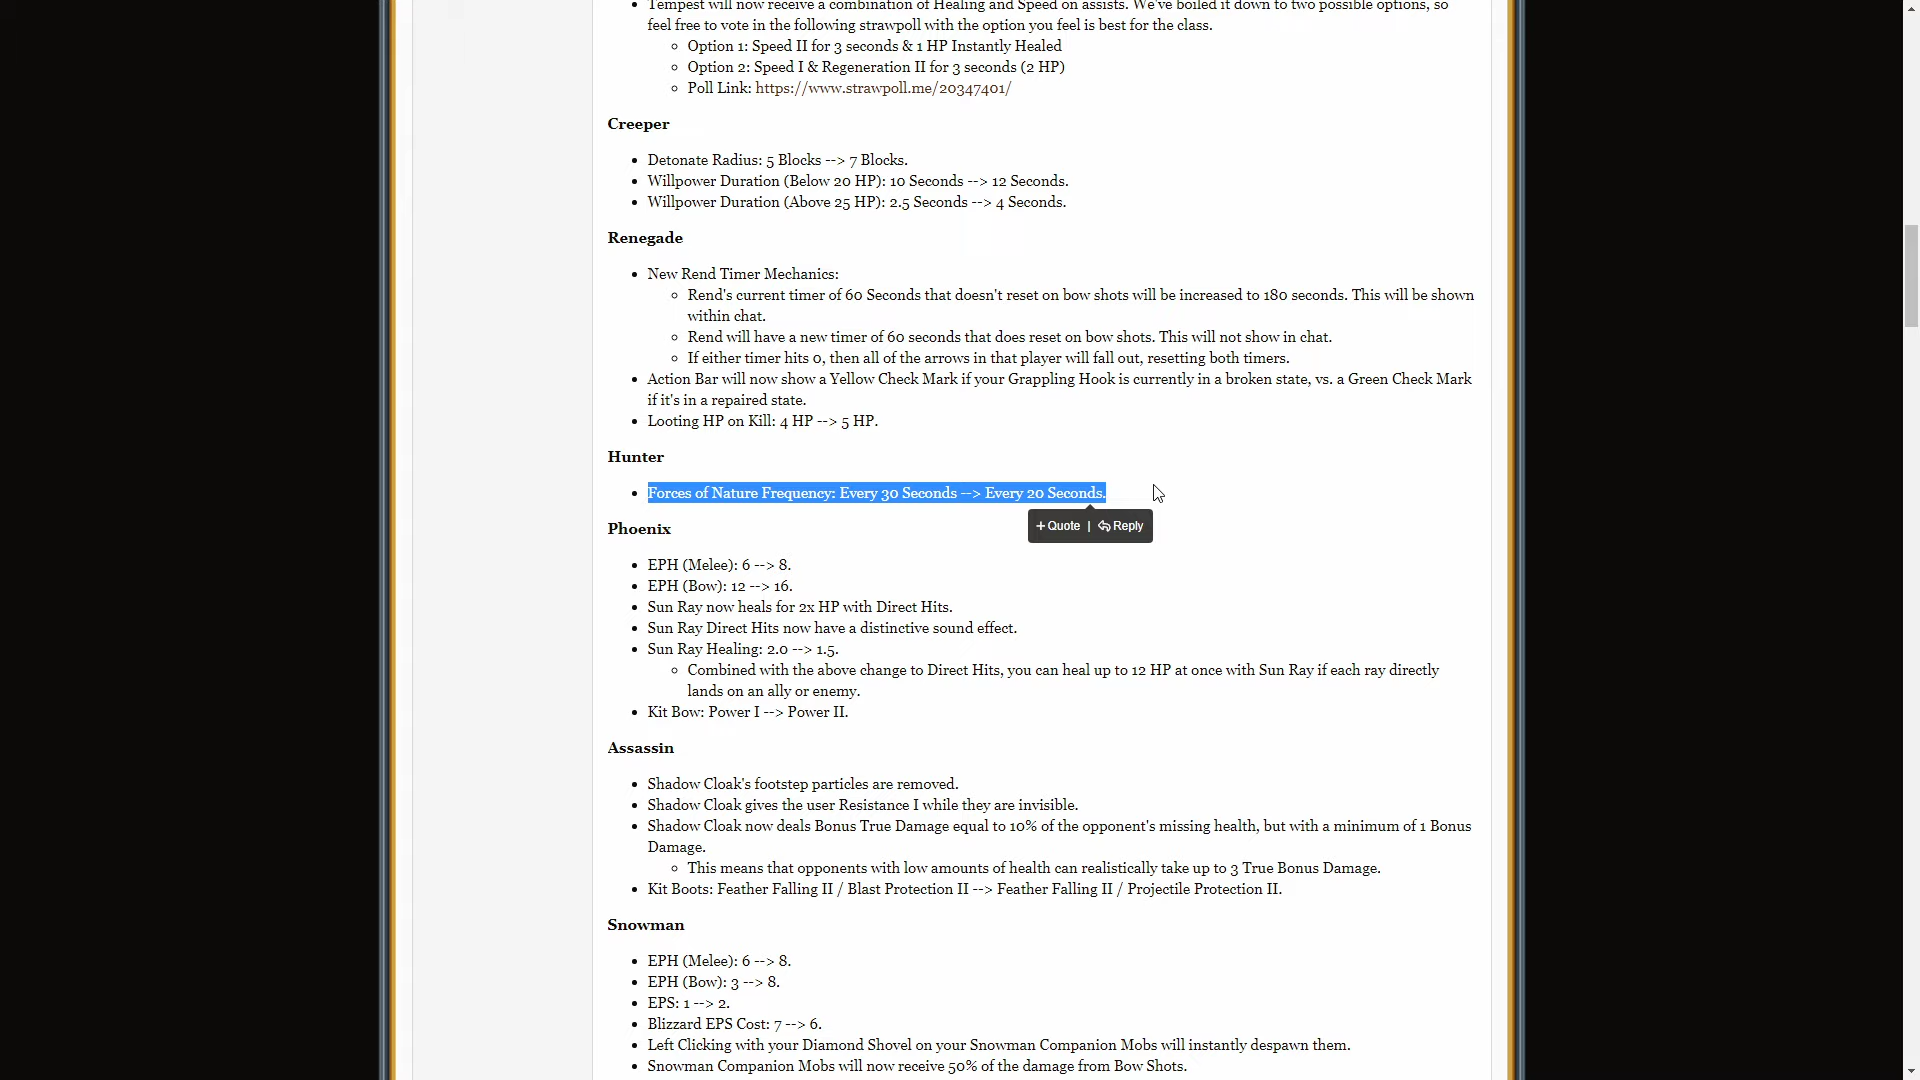 Tempest will now receive a combination of Healing and Speed on assists. We've boiled it down to two possible options, so
feel free to vote in the following strawpoll with the option you feel is best for the class.
Option 1: Speed II for 3 seconds & 1 HP Instantly Healed
Option 2: Speed I & Regeneration II for 3 seconds (2 HP)
Poll Link: https://www.strawpoll.me/20347401/
Creeper
Detonate Radius: 5 Blocks --> 7 Blocks.
Willpower Duration (Below 20 HP): 10 Seconds --> 12 Seconds.
Willpower Duration (Above 25 HP): 2.5 Seconds --> 4 Seconds.
Renegade
New Rend Timer Mechanics:
Rend's current timer of 60 Seconds that doesn't reset on bow shots will be increased to 180 seconds. This will be shown
within chat.
Rend will have a new timer of 60 seconds that does reset on bow shots. This will not show in chat.
If either timer hits 0, then all of the arrows in that player will fall out, resetting both timers.
Action Bar will now show a Yellow Check Mark if your Grappling Hook is currently in a broken state, vs. a Green Check Mark
if it's in a repaired state.
Looting HP on Kill: 4 HP --> 5 HP.
Hunter
Forces of Nature Frequency: Every 30 Seconds --> Every 20 Seconds.
+ Quote | Reply
Phoenix
EPH (Melee): 6 --> 8.
EPH (Bow): 12 --> 16.
Sun Ray now heals for 2x HP with Direct Hits.
Sun Ray Direct Hits now have a distinctive sound effect.
Sun Ray Healing: 2.0 --> 1.5.
Combined with the above change to Direct Hits, you can heal up to 12 HP at once with Sun Ray if each ray directly
lands on an ally or enemy.
Kit Bow: Power I --> Power II.
Assassin
Shadow Cloak's footstep particles are removed.
Shadow Cloak gives the user Resistance I while they are invisible.
Shadow Cloak now deals Bonus True Damage equal to 10% of the opponent's missing health, but with a minimum of 1 Bonus
Damage.
This means that opponents with low amounts of health can realistically take up to 3 True Bonus Damage.
Kit Boots: Feather Falling II / Blast Protection II --> Feather Falling II / Projectile Protection II.
Snowman
EPH (Melee): 6 --> 8.
EPH (Bow): 3 --> 8.
EPS: 1 --> 2.
Blizzard EPS Cost: 7 --> 6.
Left Clicking with your Diamond Shovel on your Snowman Companion Mobs will instantly despawn them.
Snowman Companion Mobs will now receive 50% of the damage from Bow Shots.